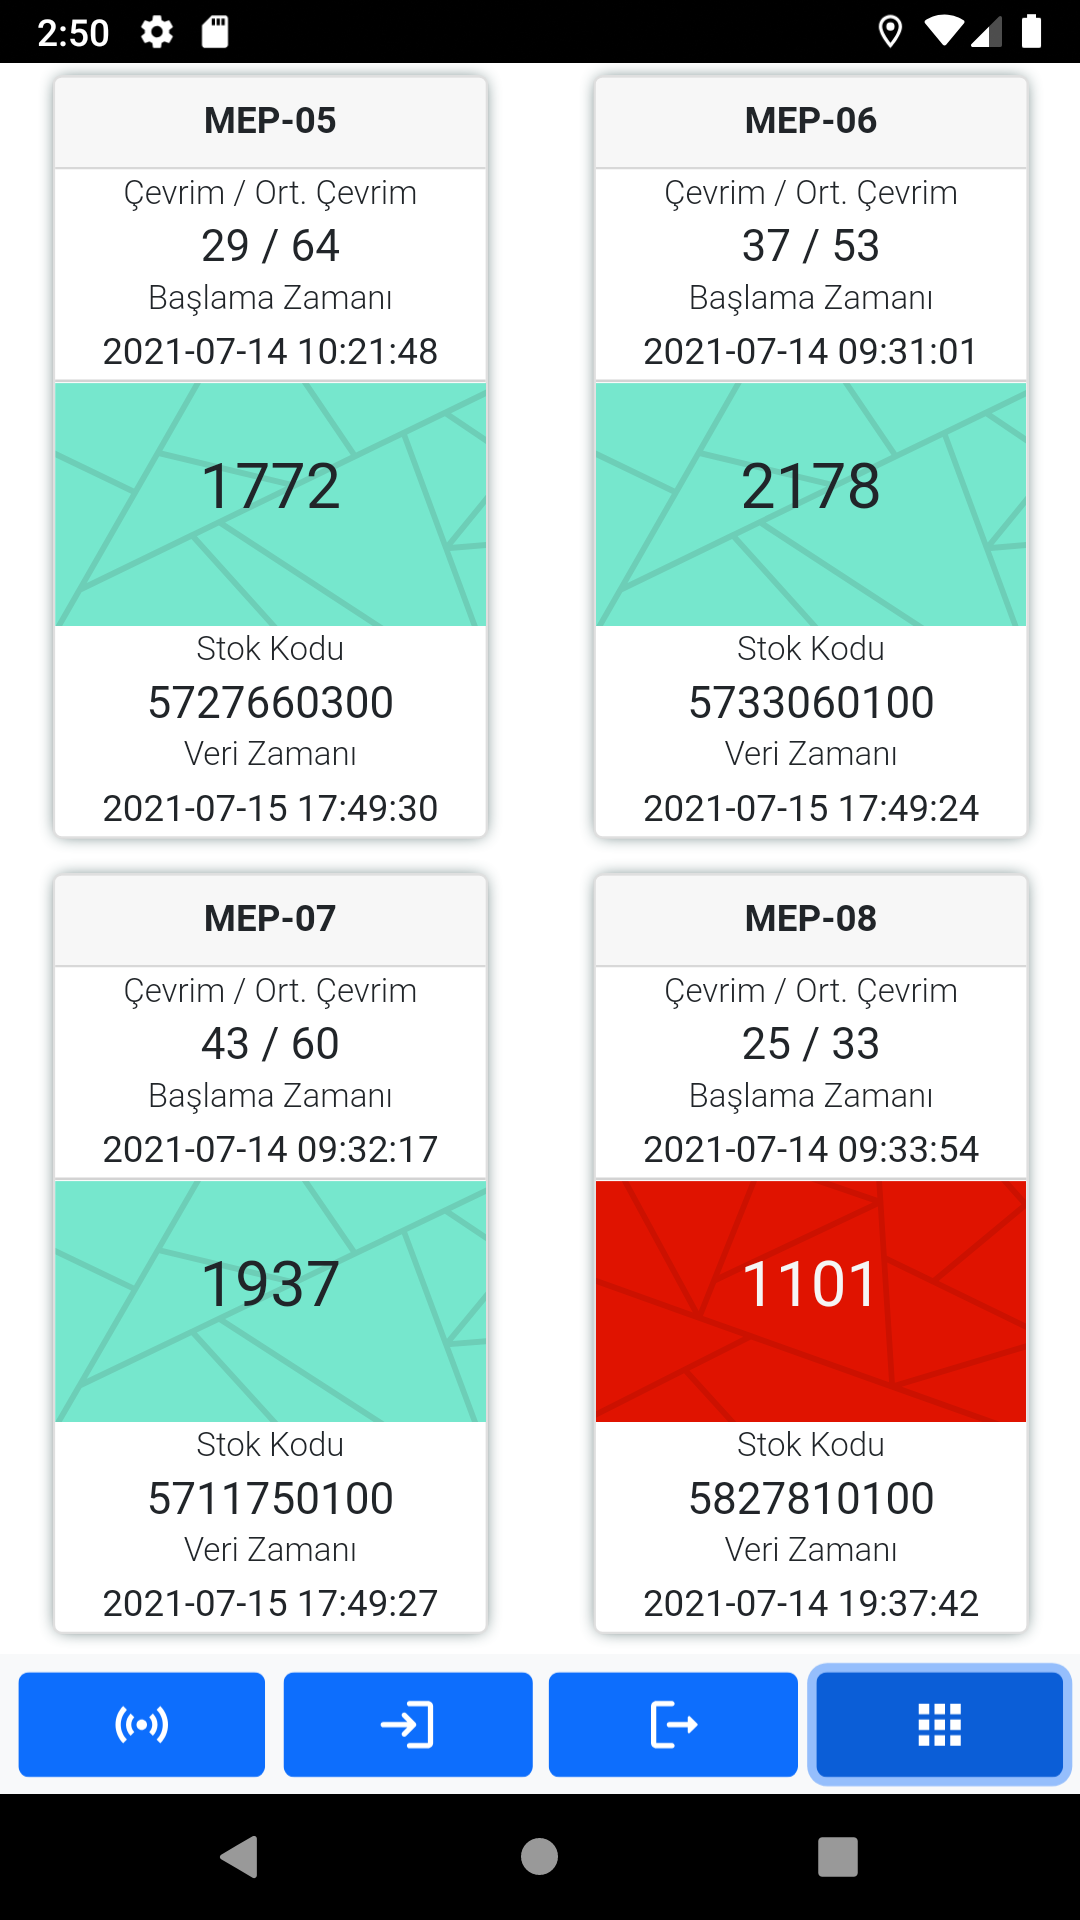 2:50
MEP-05
Çevrim / Ort. Çevrim
29 / 64
Başlama Zamanı
2021-07-14 10:21:48
1772
Stok Kodu
5727660300
Veri Zamanı
2021-07-15 17:49:30
MEP-06
Çevrim / Ort. Çevrim
37 / 53
Başlama Zamanı
2021-07-14 09:31:01
2178
Stok Kodu
5733060100
Veri Zamanı
2021-07-15 17:49:24
MEP-07
Çevrim / Ort. Çevrim
43 / 60
Başlama Zamanı
2021-07-14 09:32:17
1937
Stok Kodu
5711750100
Veri Zamanı
2021-07-15 17:49:27
MEP-08
Çevrim / Ort. Çevrim
25 / 33
Başlama Zamanı
2021-07-14 09:33:54
1101
Stok Kodu
5827810100
Veri Zamanı
2021-07-14 19:37:42